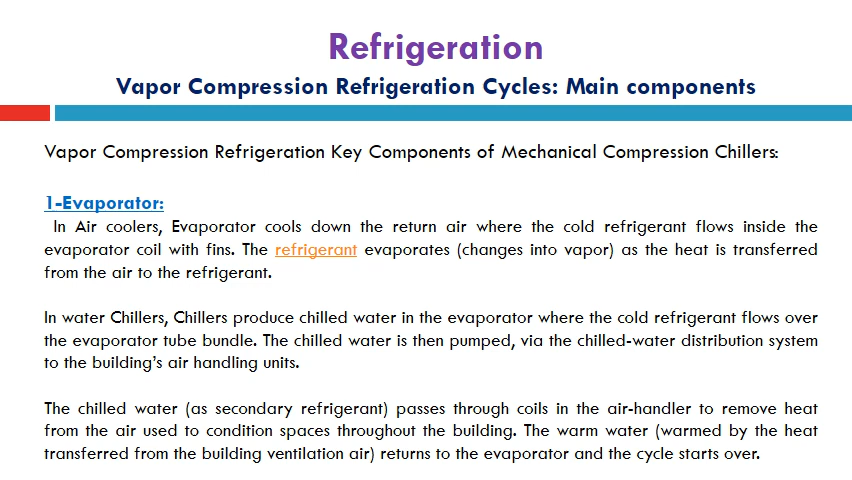 Refrigeration
Vapor Compression Refrigeration Cycles: Main components
Vapor Compression Refrigeration Key Components of Mechanical Compression Chillers:
1-Evaporator:
In Air coolers, Evaporator cools down the return air where the cold refrigerant flows inside the
evaporator coil with fins. The refrigerant evaporates (changes into vapor) as the heat is transferred
from the air to the refrigerant.
In water Chillers, Chillers produce chilled water in the evaporator where the cold refrigerant flows over
the evaporator tube bundle. The chilled water is then pumped, via the chilled-water distribution system
to the building’s air handling units.
The chilled water (as secondary refrigerant) passes through coils in the air-handler to remove heat
from the air used to condition spaces throughout the building. The warm water (warmed by the heat
transferred from the building ventilation air) returns to the evaporator and the cycle starts over.